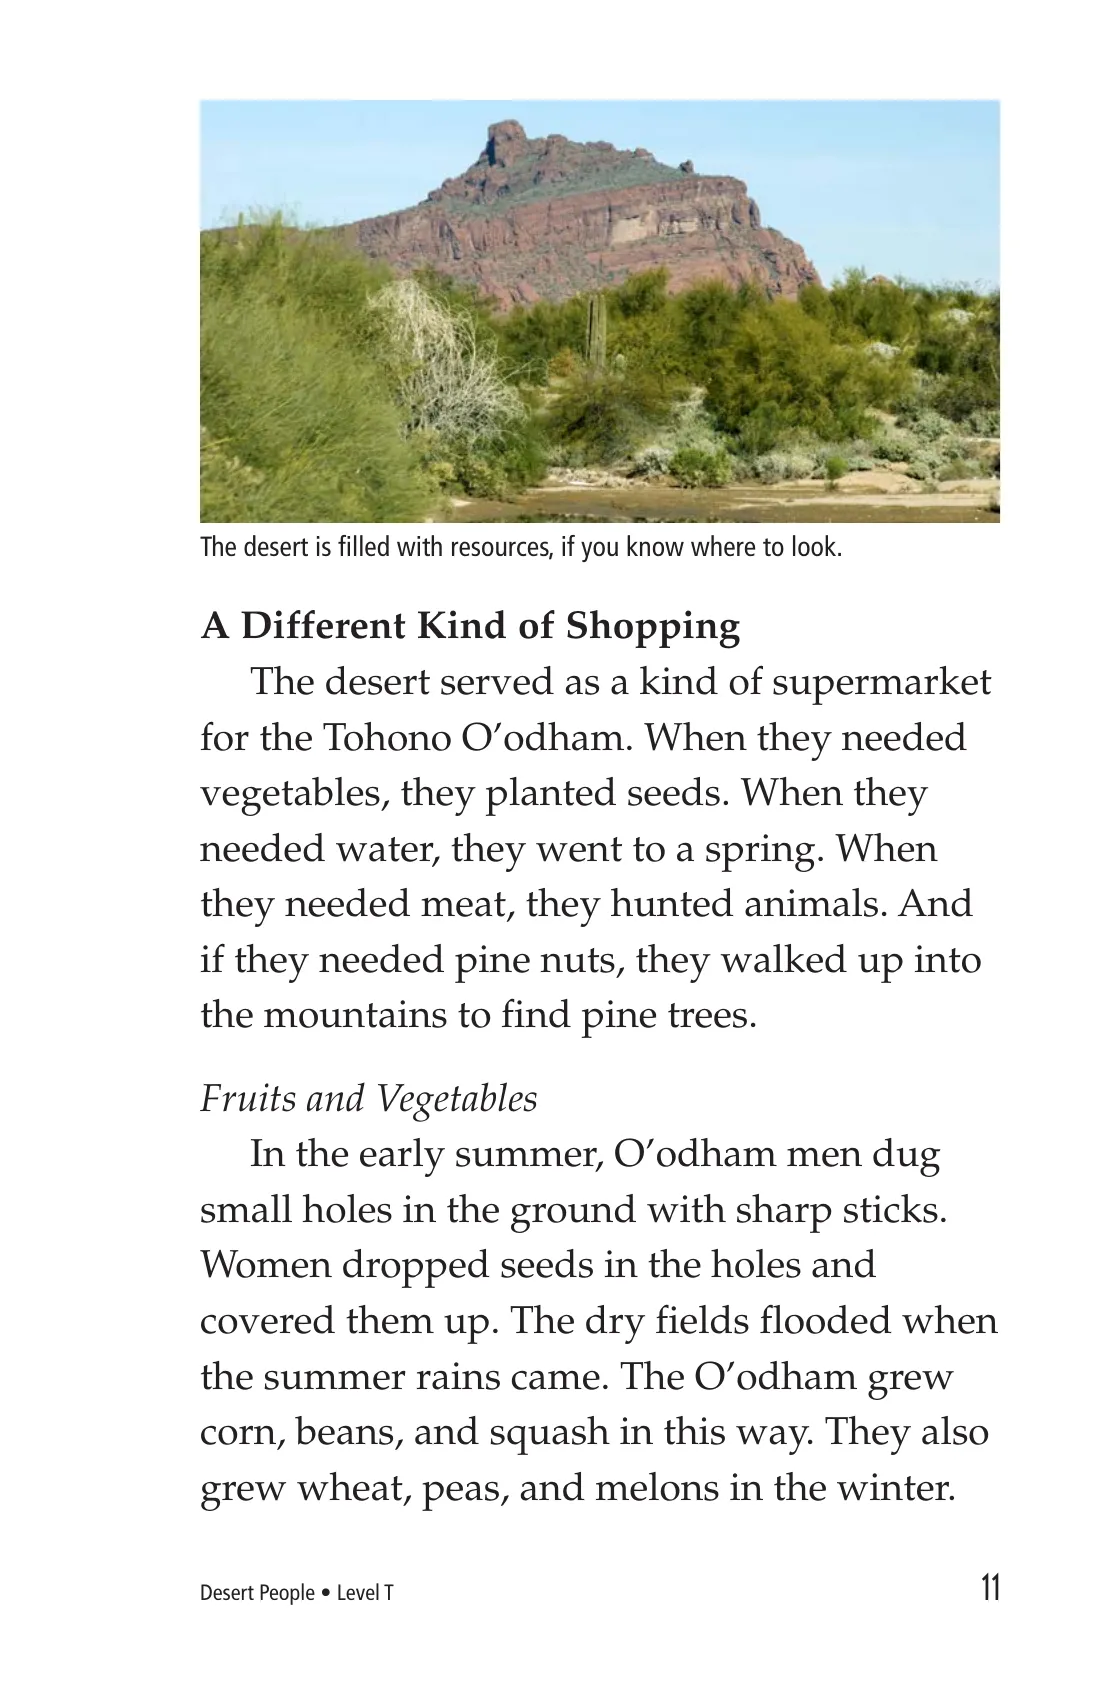 The desert is filled with resources, if you know where to look.
A Different Kind of Shopping
The desert served as a kind of supermarket
for the Tohono O’odham. When they needed
vegetables, they planted seeds. When they
needed water, they went to a spring. When
they needed meat, they hunted animals. And
if they needed pine nuts, they walked up into
the mountains to find pine trees.
Fruits and Vegetables
In the early summer, O’odham men dug
small holes in the ground with sharp sticks.
Women dropped seeds in the holes and
covered them up. The dry fields flooded when
the summer rains came. The O’odham grew
corn, beans, and squash in this way. They also
grew wheat, peas, and melons in the winter.
Desert People • Level T
11